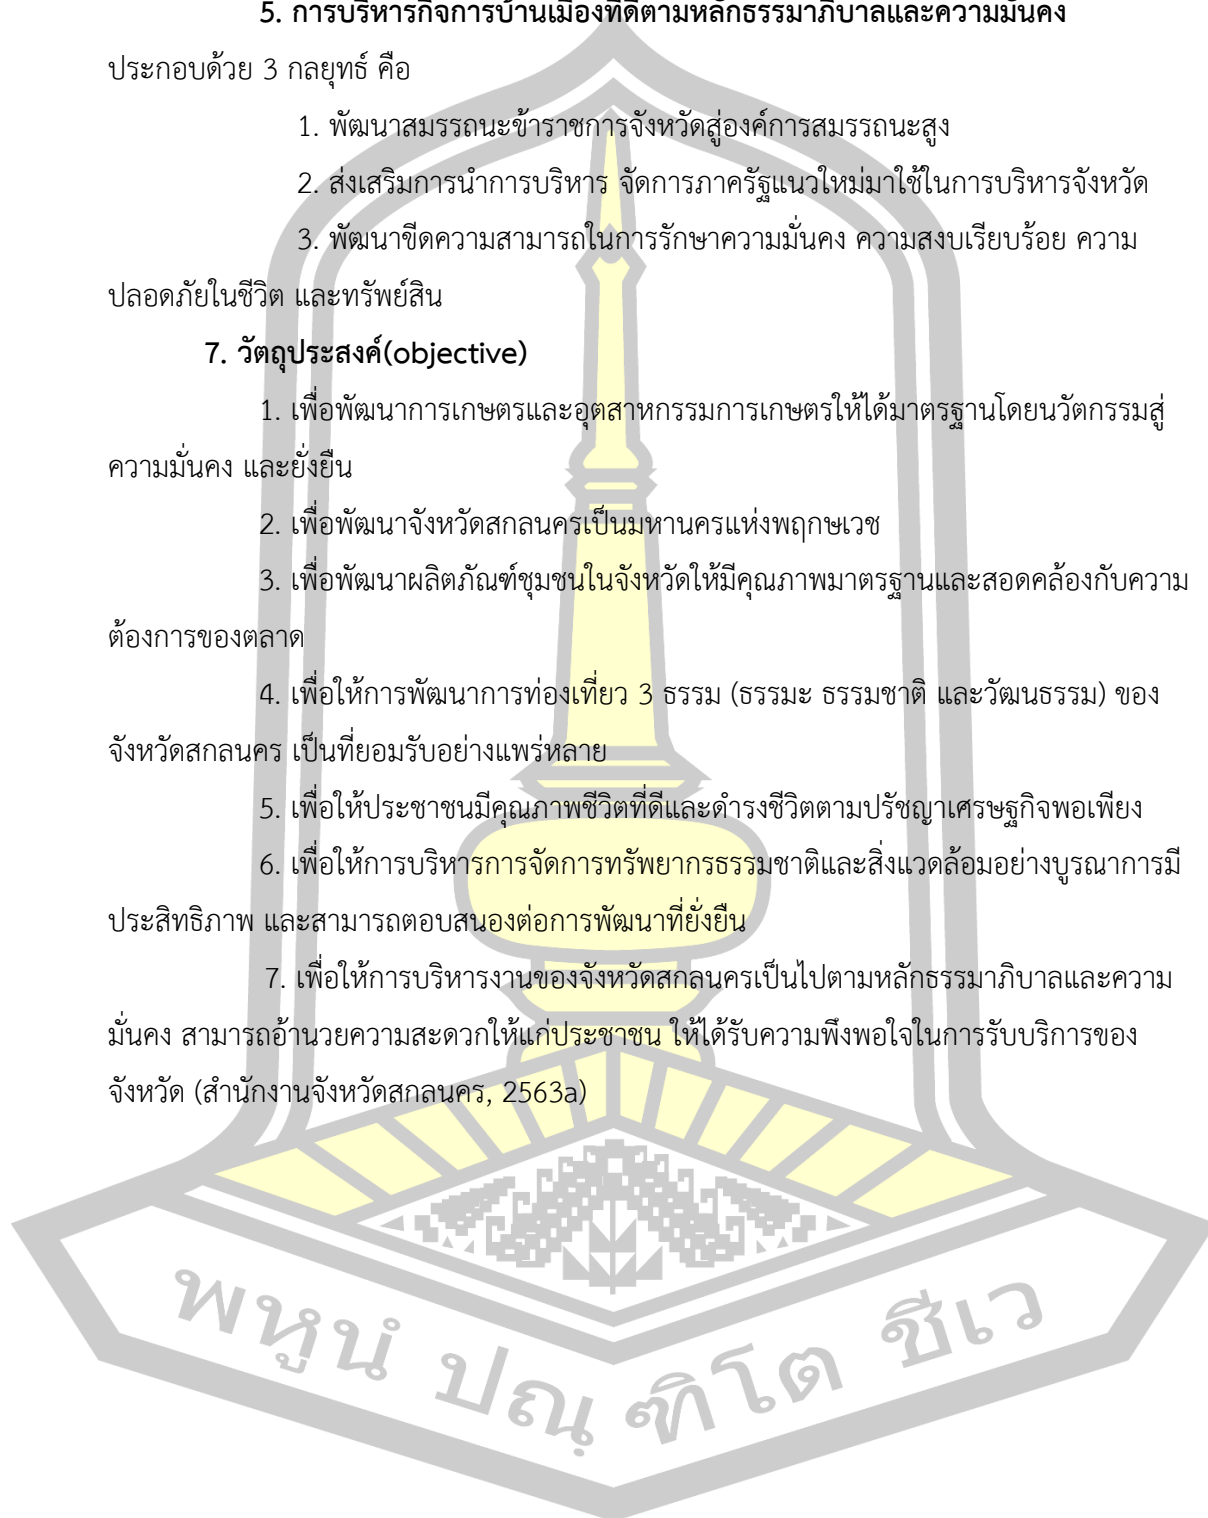 5. การบริหารกิจการบ้านเมืองที่ดีตามหลักธรรมาภิบาลและความมั่นคง
ประกอบด้วย 3 กลยุทธ์ คือ
1. พัฒนาสมรรถนะข้าราชการจังหวัดสู่องค์การสมรรถนะสูง
2. ส่งเสริมการนำการบริหาร จัดการภาครัฐแนวใหม่มาใช้ในการบริหารจังหวัด
3. พัฒนาขีดความสามารถในการรักษาความมั่นคง ความสงบเรียบร้อย ความ
ปลอดภัยในชีวิต และทรัพย์สิน
7. วัตถุประสงค์(objective)
1. เพื่อพัฒนาการเกษตรและอุตสาหกรรมการเกษตรให้ได้มาตรฐานโดยนวัตกรรมสู่
ความมั่นคง และยั่งยืน
2. เพื่อพัฒนาจังหวัดสกลนครเป็นมหานครแห่งพฤกษเวช
3. เพื่อพัฒนาผลิตภัณฑ์ชุมชนในจังหวัดให้มีคุณภาพมาตรฐานและสอดคล้องกับความ
ต้องการของตลาด
4. เพื่อให้การพัฒนาการท่องเที่ยว 3 ธรรม (ธรรมะ ธรรมชาติ และวัฒนธรรม) ของ
จังหวัดสกลนคร เป็นที่ยอมรับอย่างแพร่หลาย
5. เพื่อให้ประชาชนมีคุณภาพชีวิตที่ดีและดำรงชีวิตตามปรัชญาเศรษฐกิจพอเพียง
6. เพื่อให้การบริหารการจัดการทรัพยากรธรรมชาติและสิ่งแวดล้อมอย่างบูรณาการมี
ประสิทธิภาพ และสามารถตอบสนองต่อการพัฒนาที่ยั่งยืน
7. เพื่อให้การบริหารงานของจังหวัดสกลนครเป็นไปตามหลักธรรมาภิบาลและความ
มั่นคง สามารถอ้านวยความสะดวกให้แก่ประชาชน ให้ได้รับความพึงพอใจในการรับบริการของ
จังหวัด (สำนักงานจังหวัดสกลนคร, 2563a)
พหูนํ ปณฺ ฑิโต ชีเว